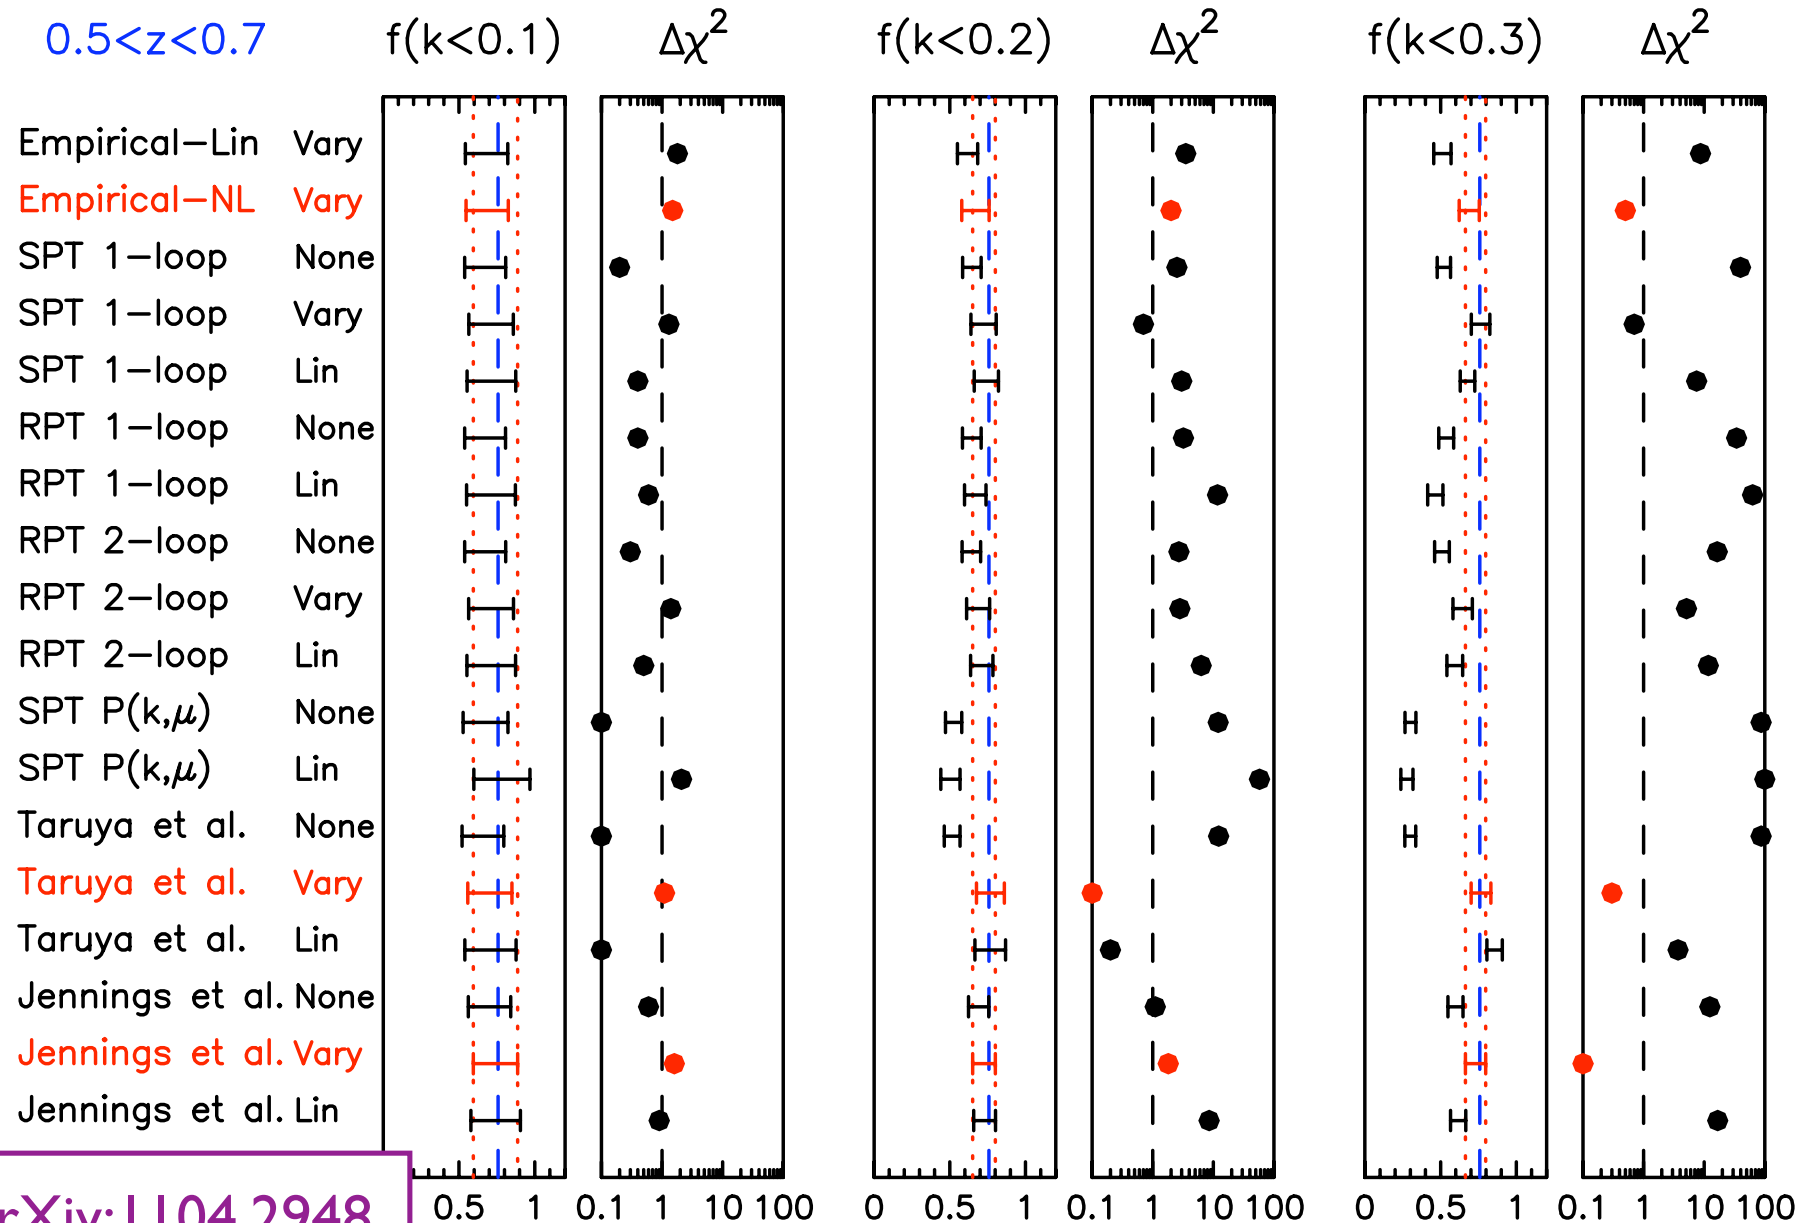 0.5<z<0.7 f(k<0.1) Δχ² f(k<0.2) Δχ² f(k<0.3) Δχ²
Empirical−Lin Vary
Empirical−NL Vary
SPT 1−loop None
SPT 1−loop Vary
SPT 1−loop Lin
RPT 1−loop None
RPT 1−loop Lin
RPT 2−loop None
RPT 2−loop Vary
RPT 2−loop Lin
SPT P(k,μ) None
SPT P(k,μ) Lin
Taruya et al. None
Taruya et al. Vary
Taruya et al. Lin
Jennings et al. None
Jennings et al. Vary
Jennings et al. Lin
0.5 1 0.1 1 10 100 0 0.5 1 0.1 1 10 100 0 0.5 1 0.1 1 10 100
rXiv:1104.2948